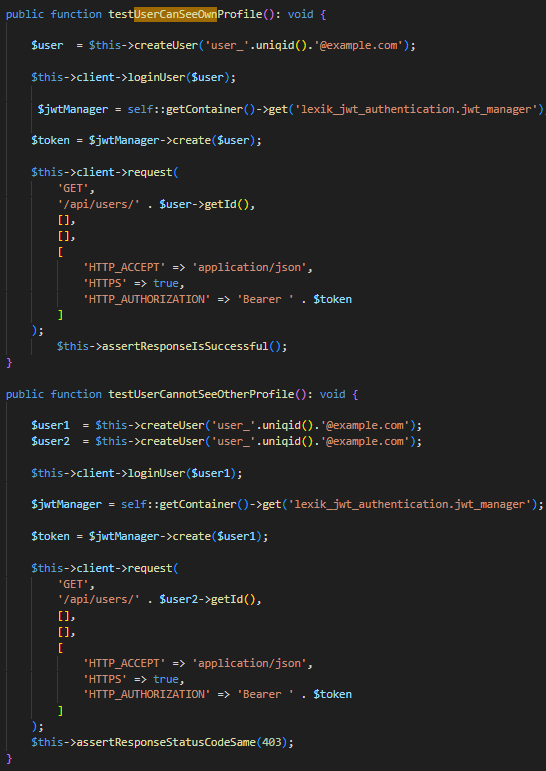 public function testUserCanSeeOwnProfile(): void {
$user  = $this->createUser('user_'.uniqid().'@example.com');
$this->client->loginUser($user);
$jwtManager = self::getContainer()->get('lexik_jwt_authentication.jwt_manager')
$token = $jwtManager->create($user);
$this->client->request(
'GET',
'/api/users/' . $user->getId(),
[],
[],
[
'HTTP_ACCEPT' => 'application/json',
'HTTPS' => true,
'HTTP_AUTHORIZATION' => 'Bearer ' . $token
]
);
$this->assertResponseIsSuccessful();
}
public function testUserCannotSeeOtherProfile(): void {
$user1  = $this->createUser('user_'.uniqid().'@example.com');
$user2  = $this->createUser('user_'.uniqid().'@example.com');
$this->client->loginUser($user1);
$jwtManager = self::getContainer()->get('lexik_jwt_authentication.jwt_manager');
$token = $jwtManager->create($user1);
$this->client->request(
'GET',
'/api/users/' . $user2->getId(),
[],
[],
[
'HTTP_ACCEPT' => 'application/json',
'HTTPS' => true,
'HTTP_AUTHORIZATION' => 'Bearer ' . $token
]
);
$this->assertResponseStatusCodeSame(403);
}